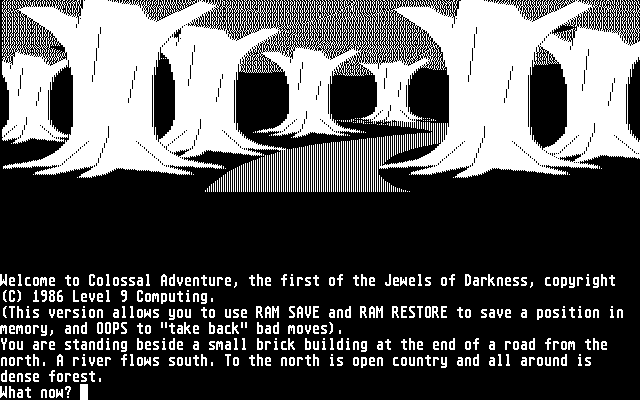 Welcome to Colossal Adventure, the first of the Jewels of Darkness, copyright
(C) 1986 Level 9 Computing.
(This version allows you to use RAM SAVE and RAM RESTORE to save a position in
memory, and OOPS to "take back" bad moves).
You are standing beside a small brick building at the end of a road from the
north. A river flows south. To the north is open country and all around is
dense forest.
What now?